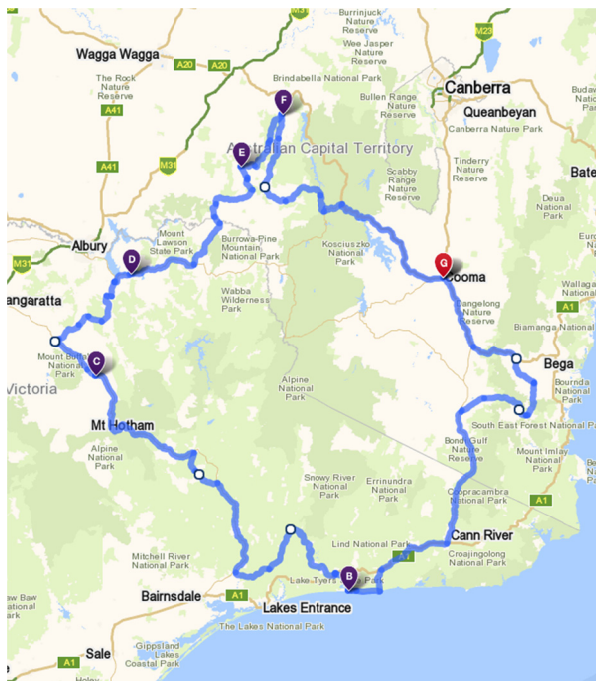 M31
Burrinjuck
Nature
Reserve
M23
Wee Jasper
Nature
Reserve
Wagga Wagga
A20
A20
Brindabella National Park
The Rock
Nature
Reserve
Bullen Range
Nature
Reserve
Canberra
Queanbeyan
Canberra Nature Park
A41
F
A41
M39
E
Australian Capital Territory
Tinderry
Nature
Reserve
Scabby
Range
Nature
Reserve
Deua
National
Park
Mount
Lawson
State Park
Albury
M31
D
Burrowa-Pine
Mountain
National Park
Kosciuszko
National
Park
G
Cooma
Dangelong
Nature
Reserve
A1
angaratta
Wabba
Wilderness
Park
Biamanga National
Mount Buffalo
National
Park
C
Victoria
Bega
Alpine
National
Park
Bournda
National
Park
Mt Hotham
Alpine
National
Park
South East Forest National
Bondi Gulf
Nature
Reserve
Mount Imlay
National
Park
Snowy River
National
Park
Errinundra
National
Park
Coopracambra
National
Park
A1
Mitchell River
National
Park
Lind National Park
Cann River
Croajingolong
National Park
Bairnsdale
A1
Lake Tyers
Park
B
Lakes Entrance
The Lakes National Park
Sale
A1
Gippsland
Lakes
Coastal Park